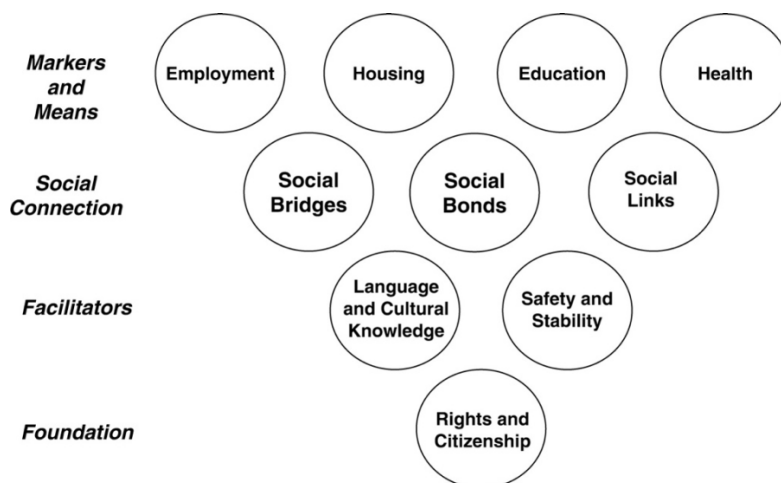 Markers
and
Means
Employment
Housing
Education
Health
Social
Connection
Social
Bridges
Social
Bonds
Social
Links
Facilitators
Language
and Cultural
Knowledge
Safety and
Stability
Foundation
Rights and
Citizenship